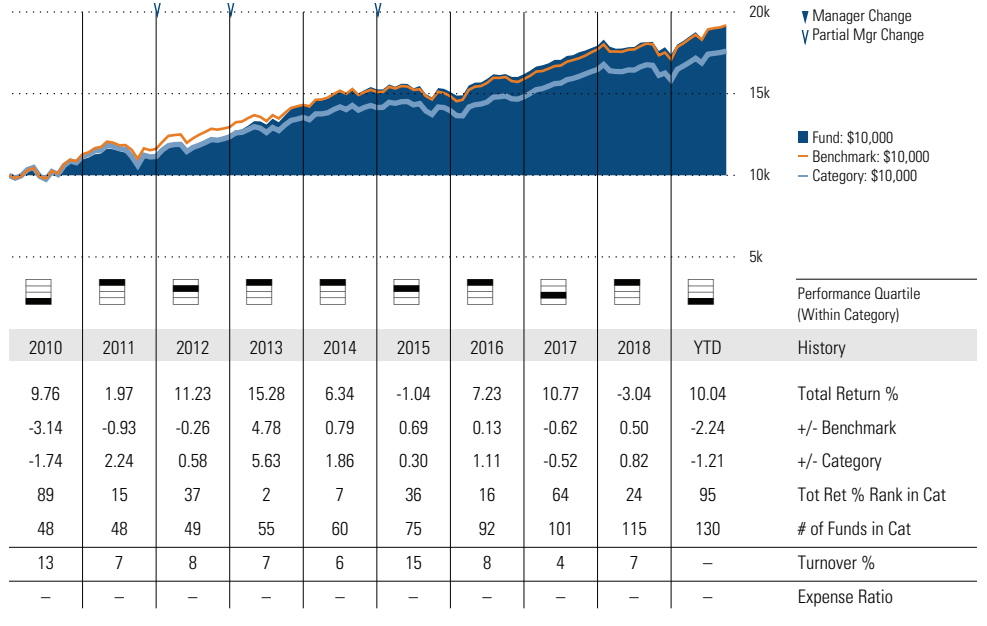 20k
15k
10k
5k
Manager Change
Partial Mgr Change
Fund: $10,000
Benchmark: $10,000
Category: $10,000
Performance Quartile
(Within Category)
2010 2011 2012 2013 2014 2015 2016 2017 2018 YTD History
9.76 1.97 11.23 15.28 6.34 -1.04 7.23 10.77 -3.04 10.04 Total Return %
-3.14 -0.93 -0.26 4.78 0.79 0.69 0.13 -0.62 0.50 -2.24 +/- Benchmark
-1.74 2.24 0.58 5.63 1.86 0.30 1.11 -0.52 0.82 -1.21 +/- Category
89 15 37 2 7 36 16 64 24 95 Tot Ret % Rank in Cat
48 48 49 55 60 75 92 101 115 130 # of Funds in Cat
13 7 8 7 6 15 8 4 7 – Turnover %
– – – – – – – – – – Expense Ratio